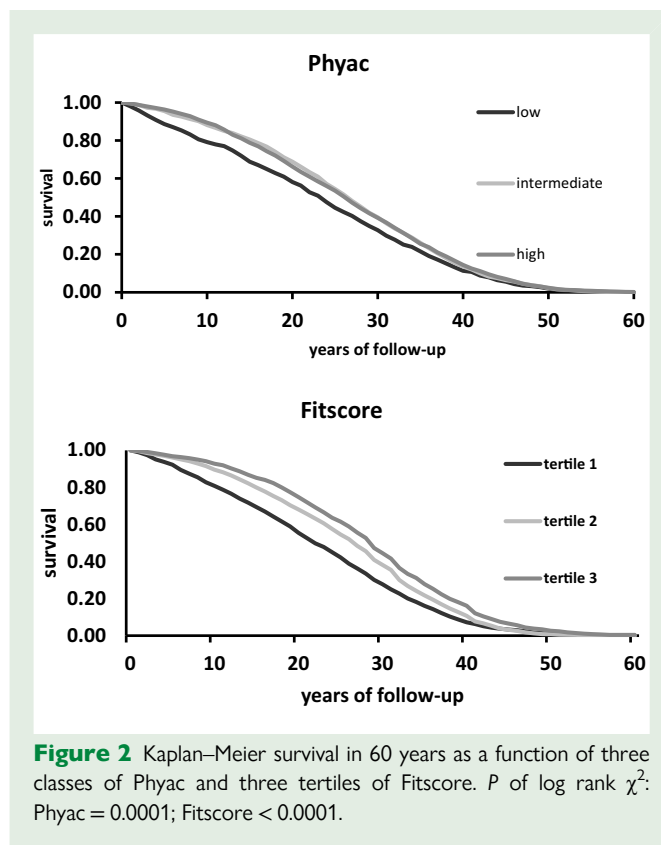 Phyac
1.00
0.80
0.60
0.40
0.20
0.00
survival
low
intermediate
high
0 10 20 30 40 50 60
years of follow-up
Fitscore
1.00
0.80
0.60
0.40
0.20
0.00
survival
tertile 1
tertile 2
tertile 3
0 10 20 30 40 50 60
years of follow-up
Figure 2 Kaplan–Meier survival in 60 years as a function of three
classes of Phyac and three tertiles of Fitscore. P of log rank χ²:
Phyac = 0.0001; Fitscore < 0.0001.